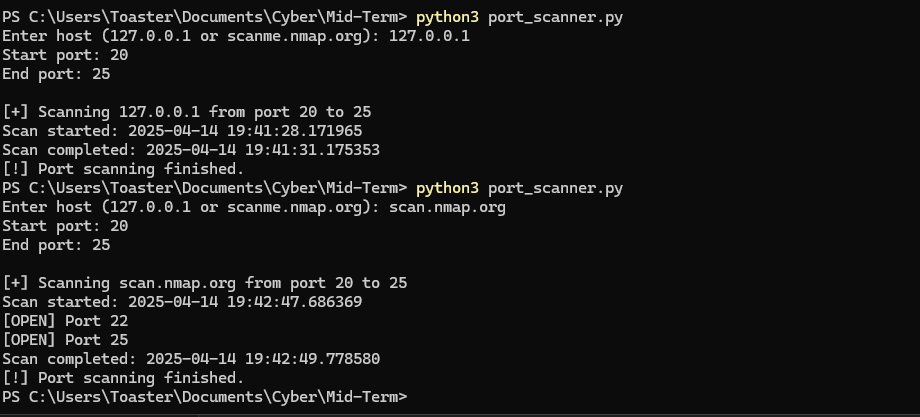 PS C:\Users\Toaster\Documents\Cyber\Mid-Term> python3 port_scanner.py
Enter host (127.0.0.1 or scanme.nmap.org): 127.0.0.1
Start port: 20
End port: 25
[+] Scanning 127.0.0.1 from port 20 to 25
Scan started: 2025-04-14 19:41:28.171965
Scan completed: 2025-04-14 19:41:31.175353
[!] Port scanning finished.
PS C:\Users\Toaster\Documents\Cyber\Mid-Term> python3 port_scanner.py
Enter host (127.0.0.1 or scanme.nmap.org): scan.nmap.org
Start port: 20
End port: 25
[+] Scanning scan.nmap.org from port 20 to 25
Scan started: 2025-04-14 19:42:47.686369
[OPEN] Port 22
[OPEN] Port 25
Scan completed: 2025-04-14 19:42:49.778580
[!] Port scanning finished.
PS C:\Users\Toaster\Documents\Cyber\Mid-Term>